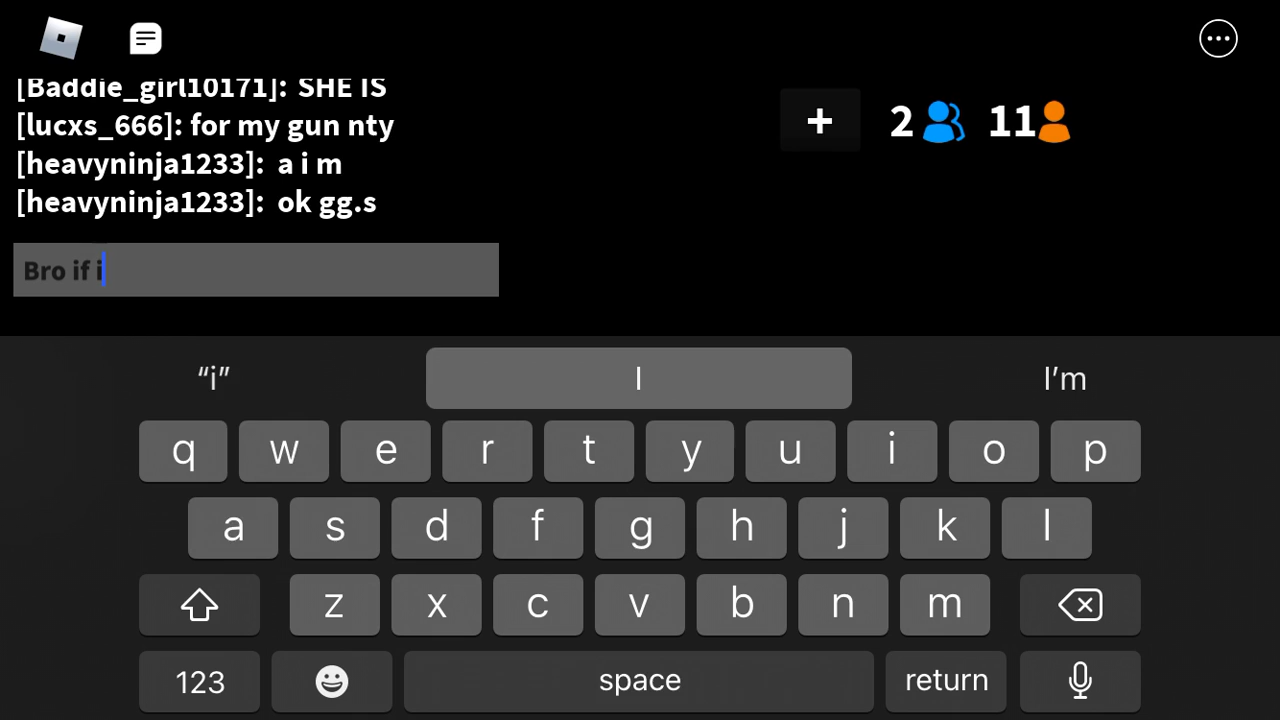 [Baddie_girl10171]: SHE IS
[lucxs_666]: for my gun nty
[heavyninja1233]: a i m
[heavyninja1233]: ok gg.s
+ 2 11
Bro if i
“i” I I’m
q w e r t y u i o p
a s d f g h j k l
z x c v b n m
123 space return